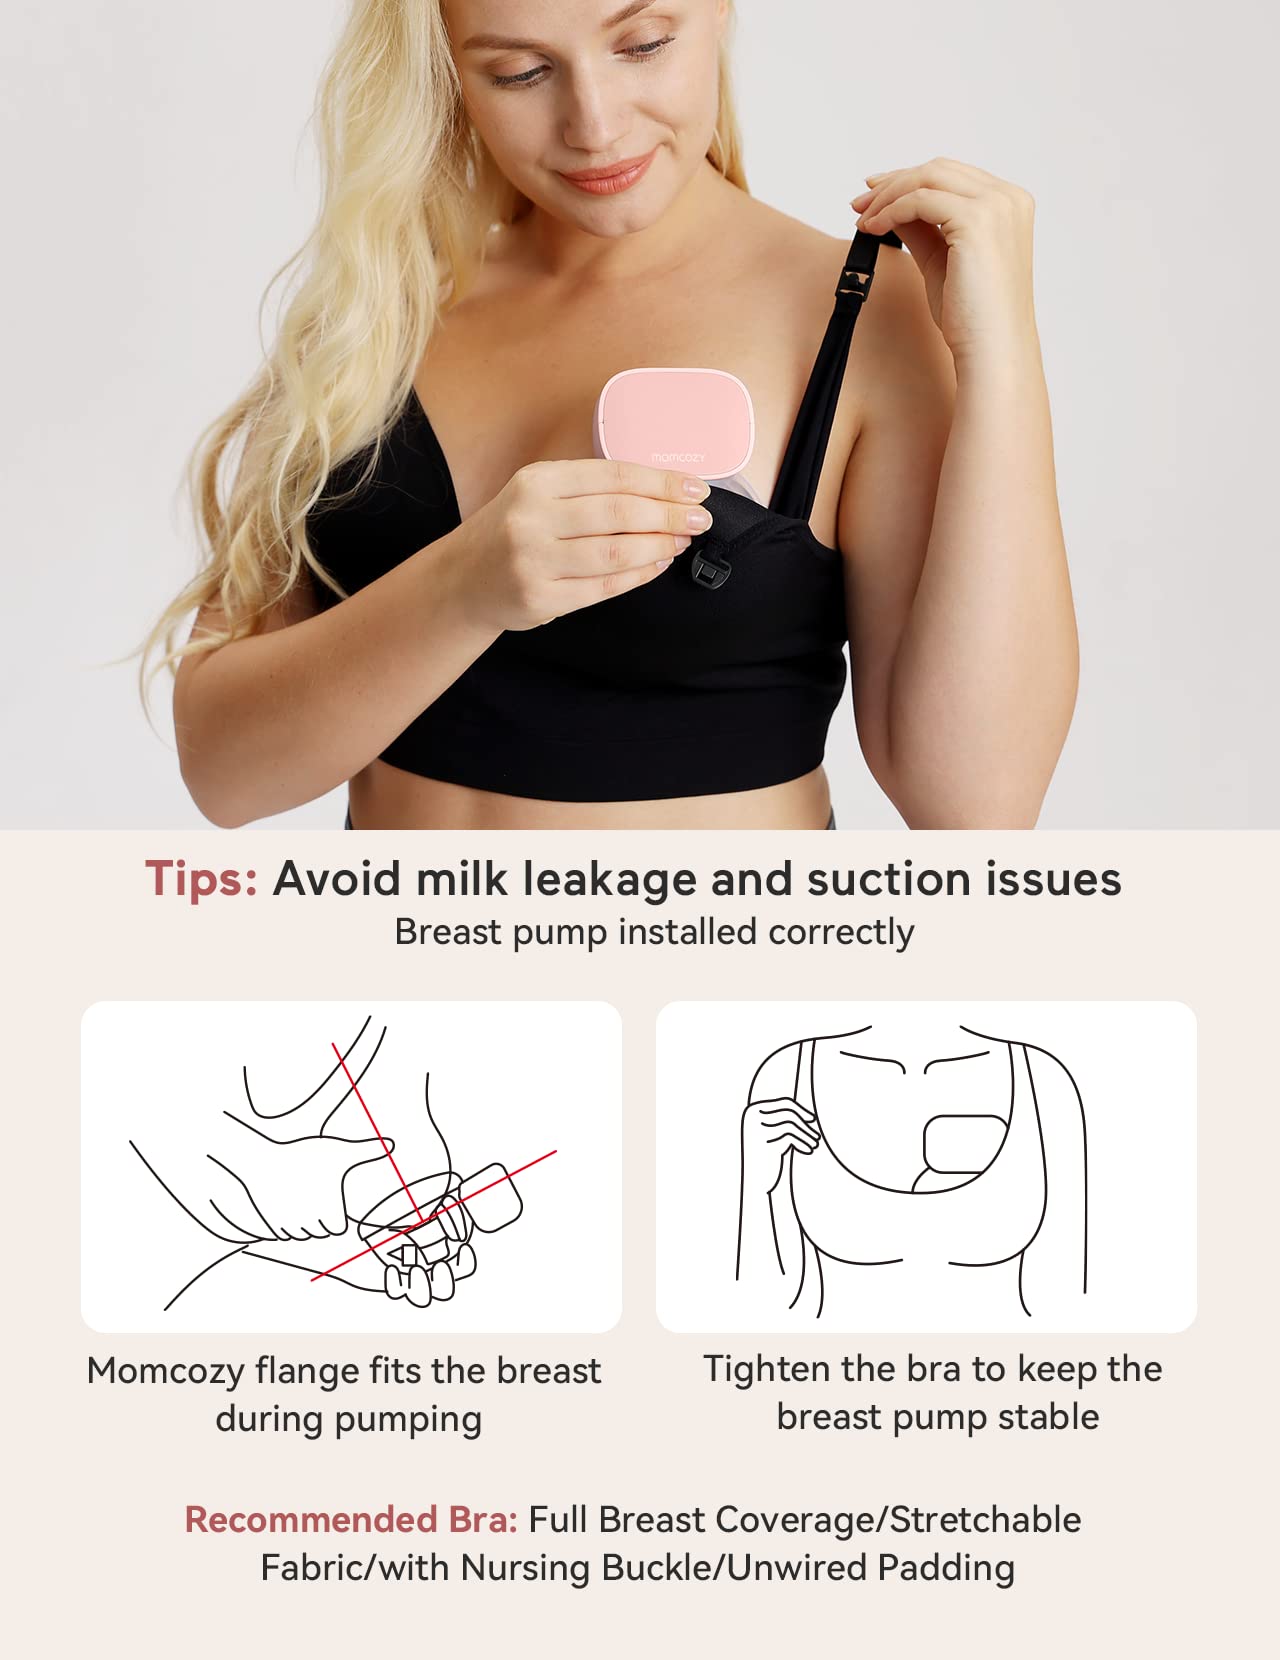 momcozy
Tips: Avoid milk leakage and suction issues
Breast pump installed correctly
Momcozy flange fits the breast
during pumping
Tighten the bra to keep the
breast pump stable
Recommended Bra: Full Breast Coverage/Stretchable
Fabric/with Nursing Buckle/Unwired Padding